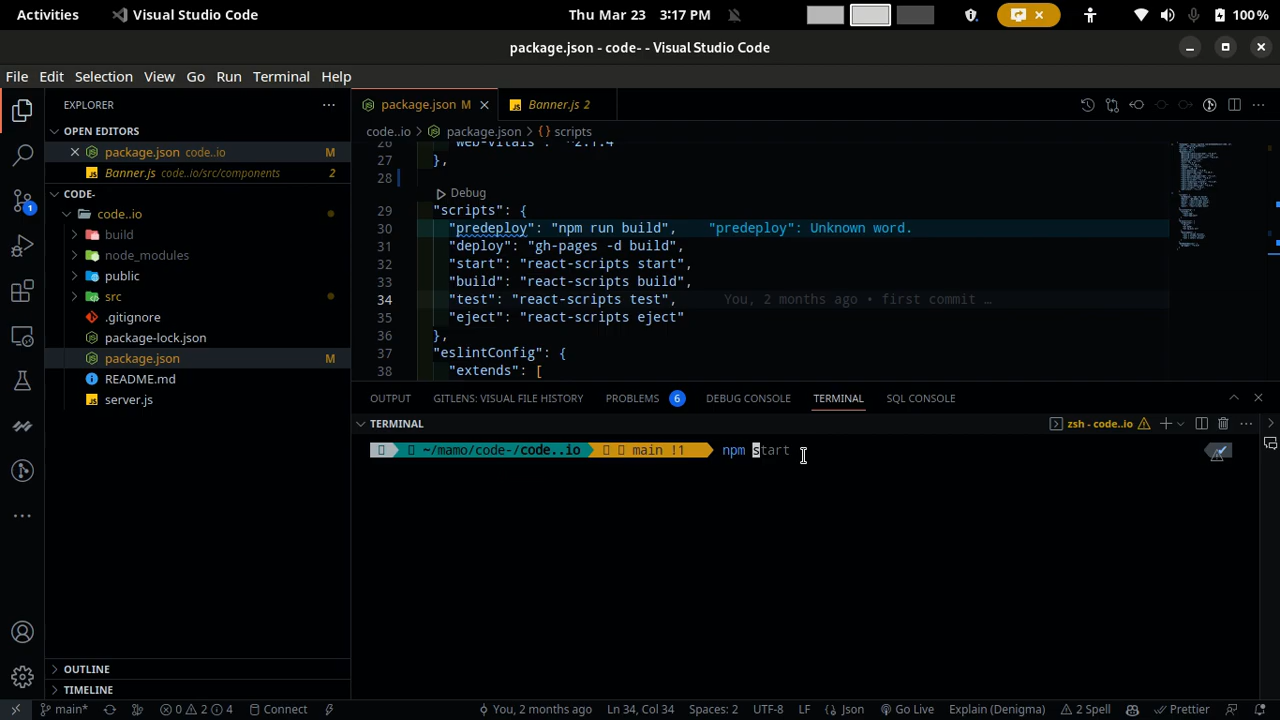 Activities Visual Studio Code Thu Mar 23 3:17 PM 100%
package.json - code- - Visual Studio Code
File Edit Selection View Go Run Terminal Help
EXPLORER
OPEN EDITORS
package.json code..io M
Banner.js code..io/src/components 2
CODE-
code..io
build
node_modules
public
src
.gitignore
package-lock.json
package.json M
README.md
server.js
OUTLINE
TIMELINE
1
package.json M Banner.js 2
code..io package.json {} scripts
26 "web-vitals": "^2.1.4"
27 },
28
Debug
29 "scripts": {
30 "predeploy": "npm run build", "predeploy": Unknown word.
31 "deploy": "gh-pages -d build",
32 "start": "react-scripts start",
33 "build": "react-scripts build",
34 "test": "react-scripts test", You, 2 months ago • first commit …
35 "eject": "react-scripts eject"
36 },
37 "eslintConfig": {
38 "extends": [
OUTPUT GITLENS: VISUAL FILE HISTORY PROBLEMS 6 DEBUG CONSOLE TERMINAL SQL CONSOLE
TERMINAL zsh - code..io
~/mamo/code-/code..io main !1 npm start
main* 0 2 4 Connect You, 2 months ago Ln 34, Col 34 Spaces: 2 UTF-8 LF {} Json Go Live Explain (Denigma) 2 Spell Prettier